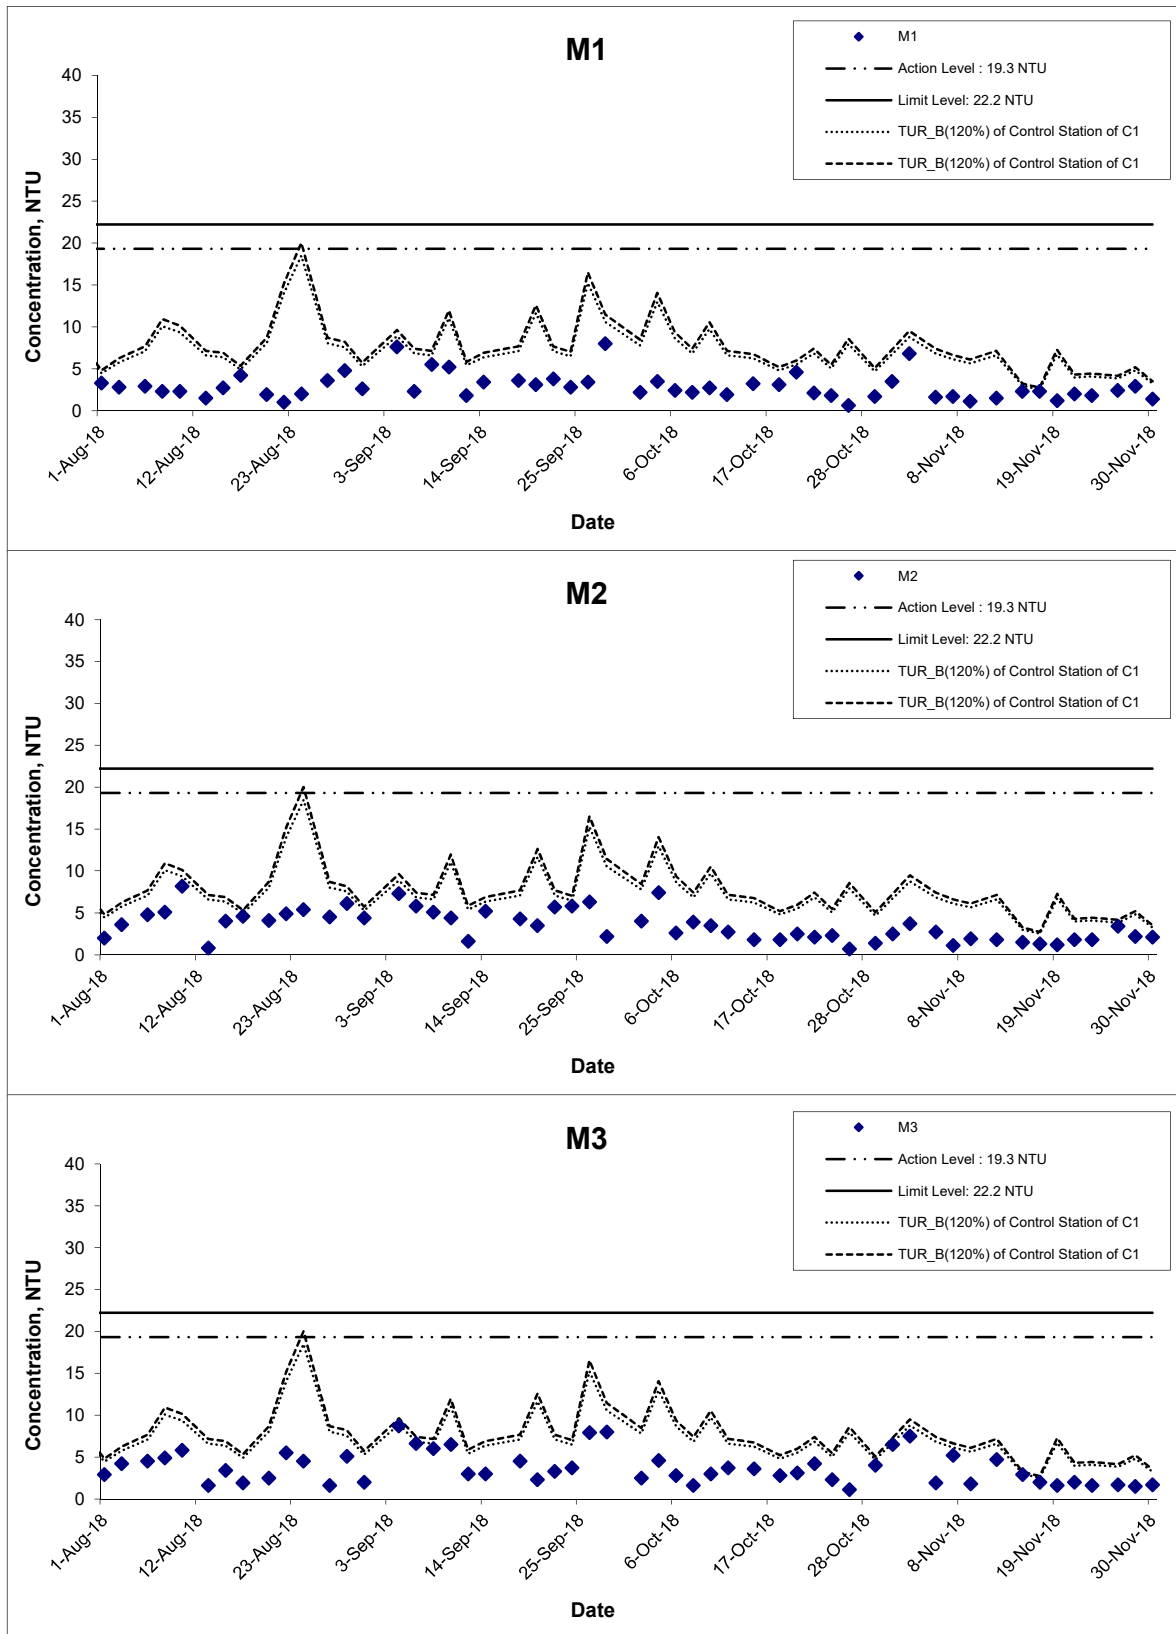 M1
M1
Action Level : 19.3 NTU
Limit Level: 22.2 NTU
TUR_B(120%) of Control Station of C1
TUR_B(120%) of Control Station of C1
Concentration, NTU
40
35
30
25
20
15
10
5
0
1-Aug-18
12-Aug-18
23-Aug-18
3-Sep-18
14-Sep-18
25-Sep-18
6-Oct-18
17-Oct-18
28-Oct-18
8-Nov-18
19-Nov-18
30-Nov-18
Date
M2
M2
Action Level : 19.3 NTU
Limit Level: 22.2 NTU
TUR_B(120%) of Control Station of C1
TUR_B(120%) of Control Station of C1
Concentration, NTU
40
35
30
25
20
15
10
5
0
1-Aug-18
12-Aug-18
23-Aug-18
3-Sep-18
14-Sep-18
25-Sep-18
6-Oct-18
17-Oct-18
28-Oct-18
8-Nov-18
19-Nov-18
30-Nov-18
Date
M3
M3
Action Level : 19.3 NTU
Limit Level: 22.2 NTU
TUR_B(120%) of Control Station of C1
TUR_B(120%) of Control Station of C1
Concentration, NTU
40
35
30
25
20
15
10
5
0
1-Aug-18
12-Aug-18
23-Aug-18
3-Sep-18
14-Sep-18
25-Sep-18
6-Oct-18
17-Oct-18
28-Oct-18
8-Nov-18
19-Nov-18
30-Nov-18
Date